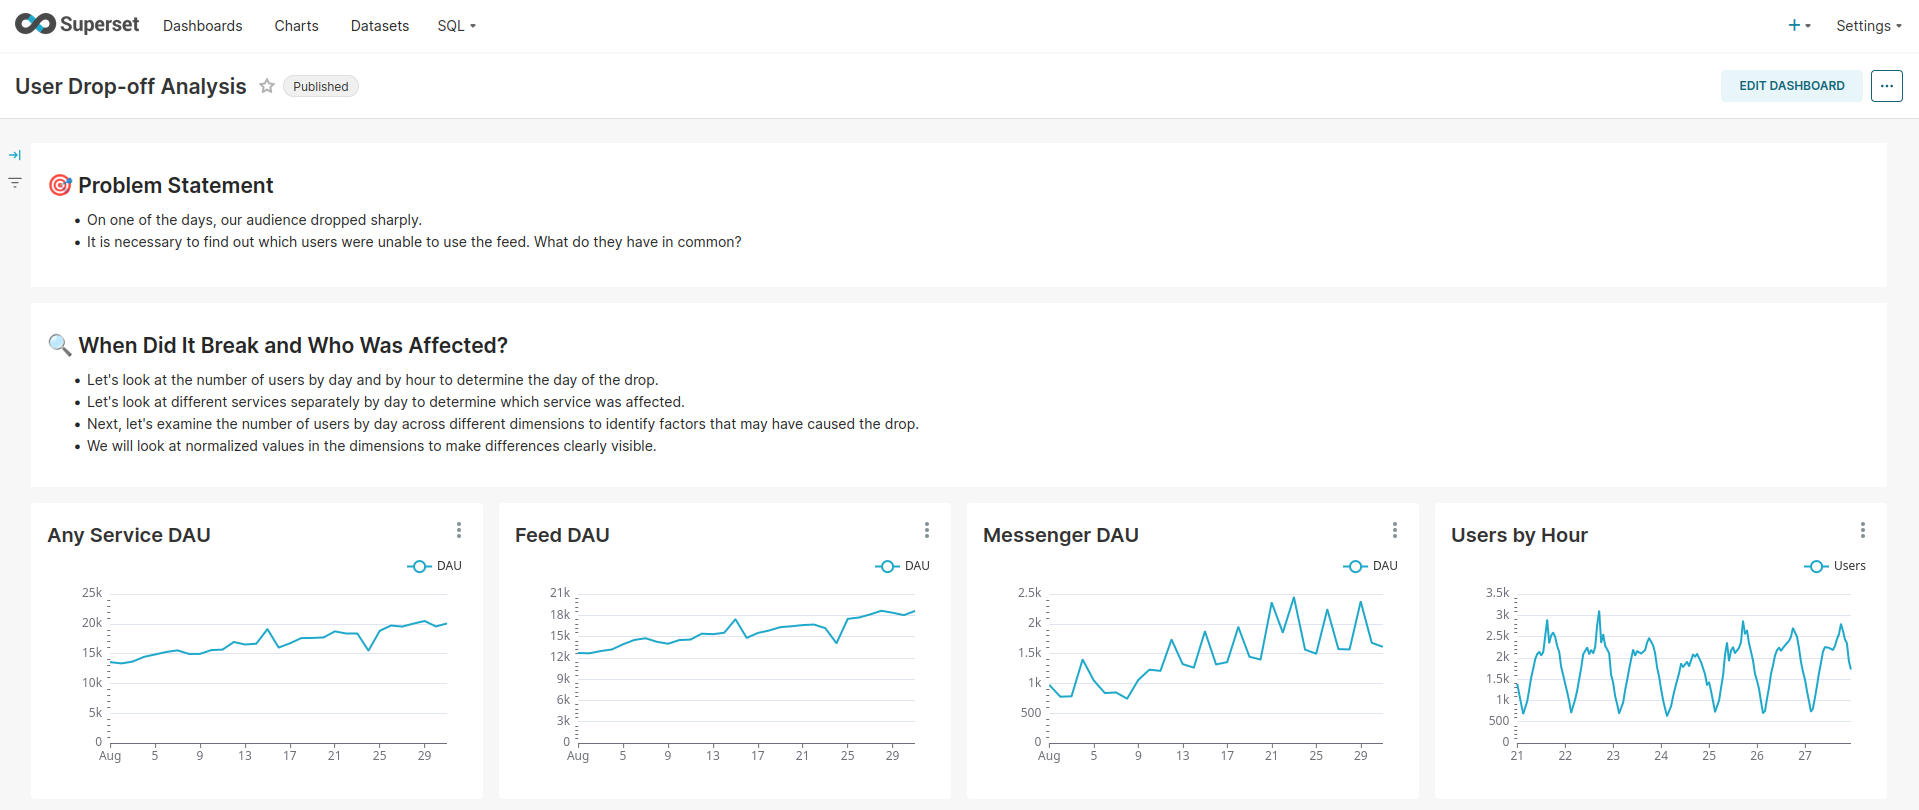 Superset Dashboards Charts Datasets SQL + Settings
User Drop-off Analysis Published EDIT DASHBOARD ...
Problem Statement
• On one of the days, our audience dropped sharply.
• It is necessary to find out which users were unable to use the feed. What do they have in common?
When Did It Break and Who Was Affected?
• Let's look at the number of users by day and by hour to determine the day of the drop.
• Let's look at different services separately by day to determine which service was affected.
• Next, let's examine the number of users by day across different dimensions to identify factors that may have caused the drop.
• We will look at normalized values in the dimensions to make differences clearly visible.
Any Service DAU
DAU
25k
20k
15k
10k
5k
0
Aug 5 9 13 17 21 25 29
Feed DAU
DAU
21k
18k
15k
12k
9k
6k
3k
0
Aug 5 9 13 17 21 25 29
Messenger DAU
DAU
2.5k
2k
1.5k
1k
500
0
Aug 5 9 13 17 21 25 29
Users by Hour
Users
3.5k
3k
2.5k
2k
1.5k
1k
500
0
21 22 23 24 25 26 27